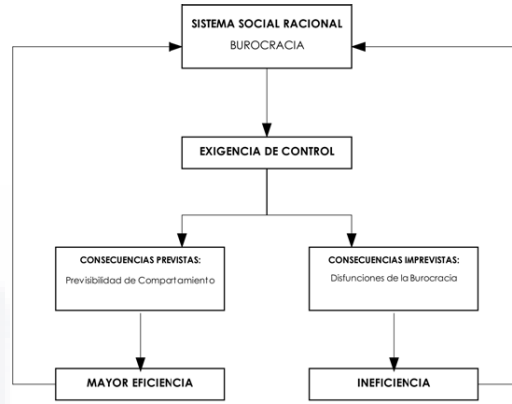 SISTEMA SOCIAL RACIONAL
BUROCRACIA
EXIGENCIA DE CONTROL
CONSECUENCIAS PREVISTAS:
Previsibilidad de Compartamiento
CONSECUENCIAS IMPREVISTAS:
Disfunciones de la Burocracia
MAYOR EFICIENCIA
INEFICIENCIA